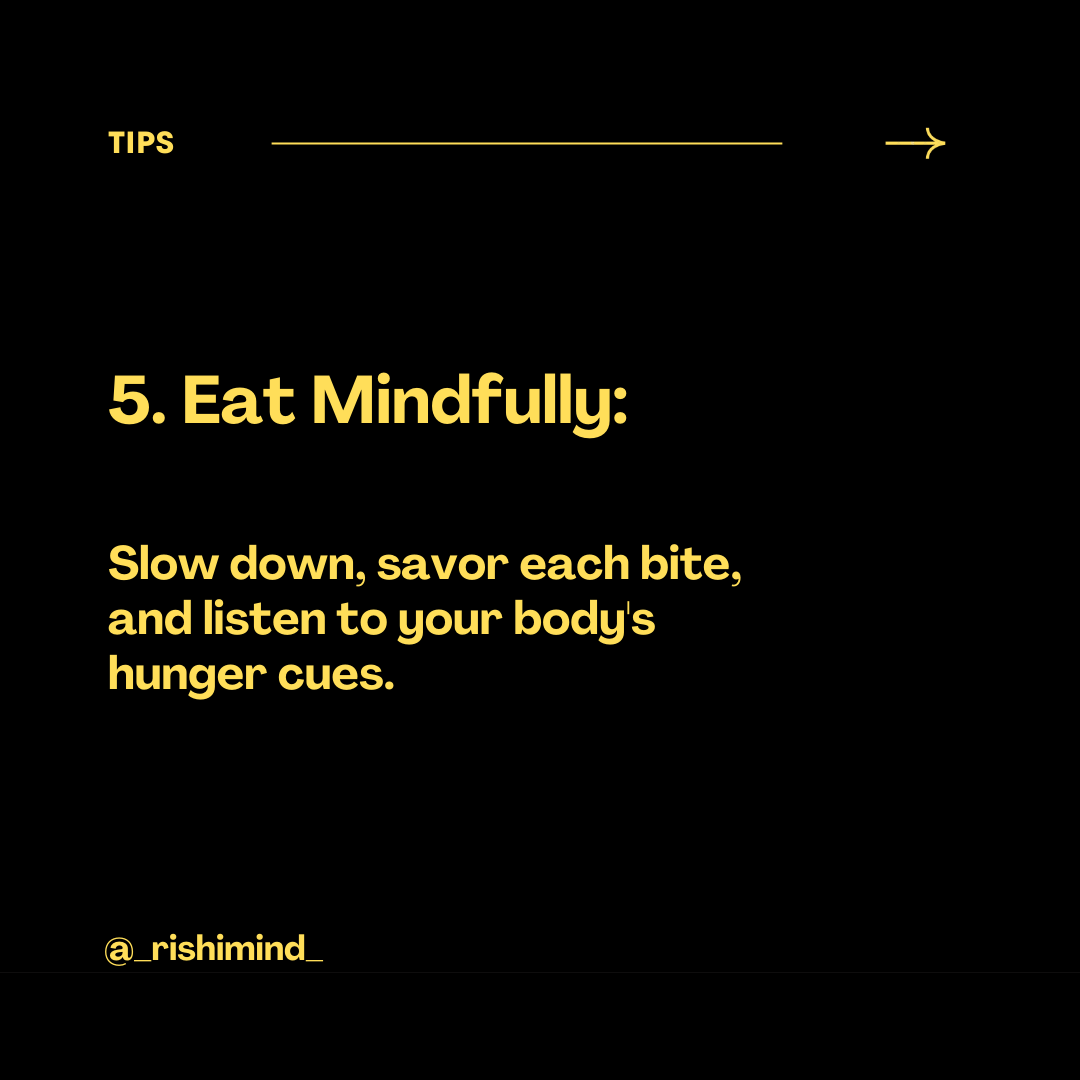 TIPS
5. Eat Mindfully:
Slow down, savor each bite,
and listen to your body's
hunger cues.
@_rishimind_